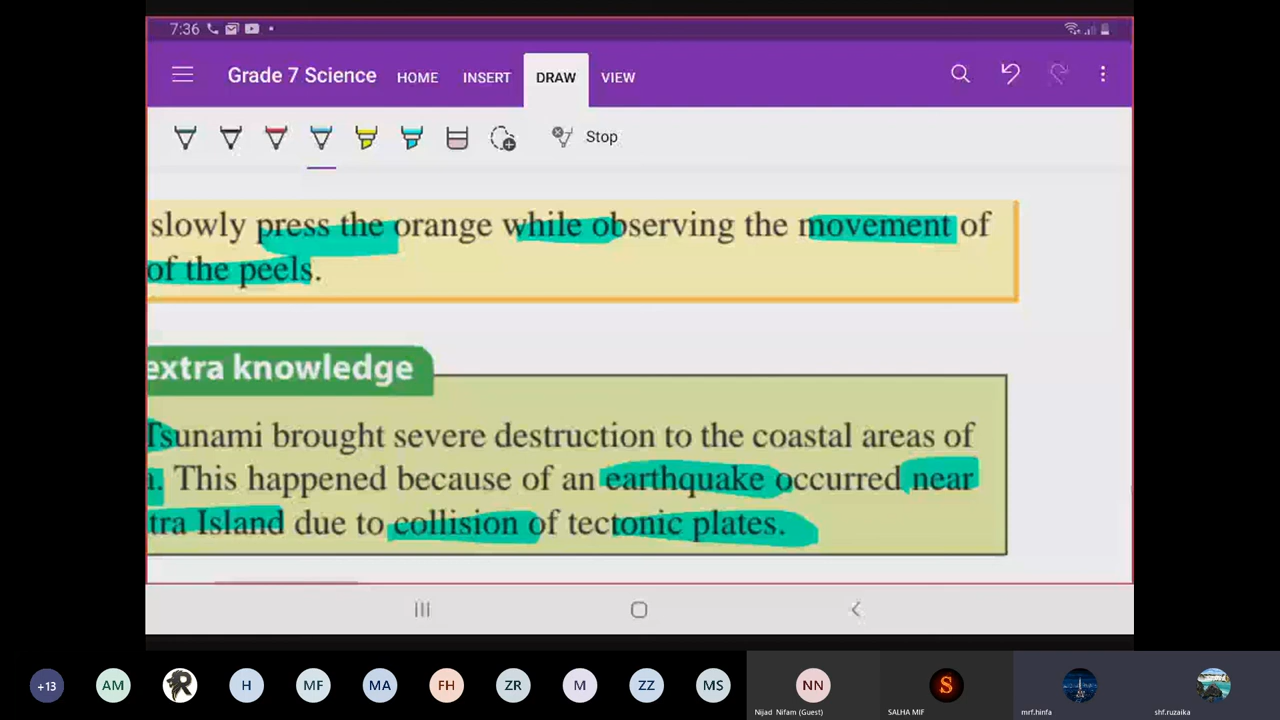 7:36
Grade 7 Science HOME INSERT DRAW VIEW
Stop
slowly press the orange while observing the movement of
of the peels.
extra knowledge
Tsunami brought severe destruction to the coastal areas of
a. This happened because of an earthquake occurred near
tra Island due to collision of tectonic plates.
+13 AM R H MF MA FH ZR M ZZ MS NN S
Nijad Nifam (Guest) SALHA MIF mrf.hinfa shf.ruzaika